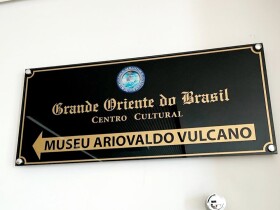 Grande Oriente do Brasil
CENTRO CULTURAL
MUSEU ARIOVALDO VULCANO